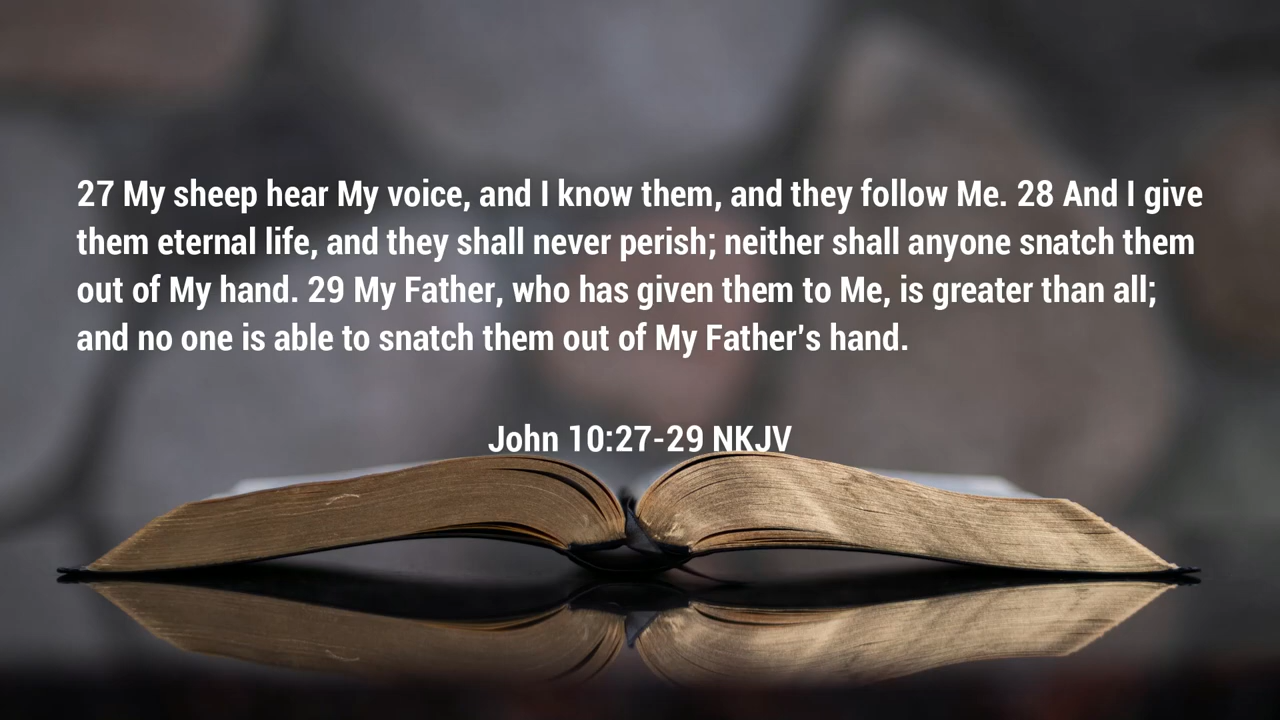 27 My sheep hear My voice, and I know them, and they follow Me. 28 And I give
them eternal life, and they shall never perish; neither shall anyone snatch them
out of My hand. 29 My Father, who has given them to Me, is greater than all;
and no one is able to snatch them out of My Father's hand.
John 10:27-29 NKJV